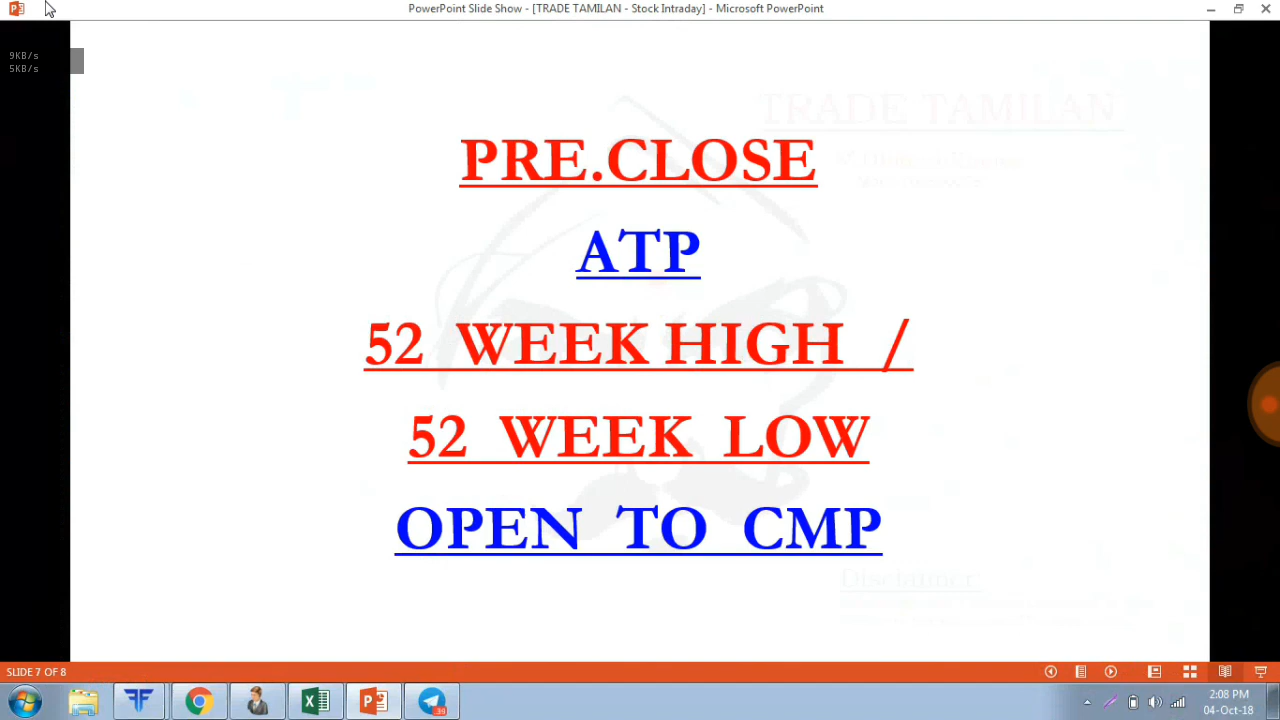 PowerPoint Slide Show - [TRADE TAMILAN - Stock Intraday] - Microsoft PowerPoint
9KB/s
5KB/s
TRADE TAMILAN
PRE.CLOSE
ATP
52 WEEK HIGH /
52 WEEK LOW
OPEN TO CMP
Disclaimer
SLIDE 7 OF 8
2:08 PM
04-Oct-18